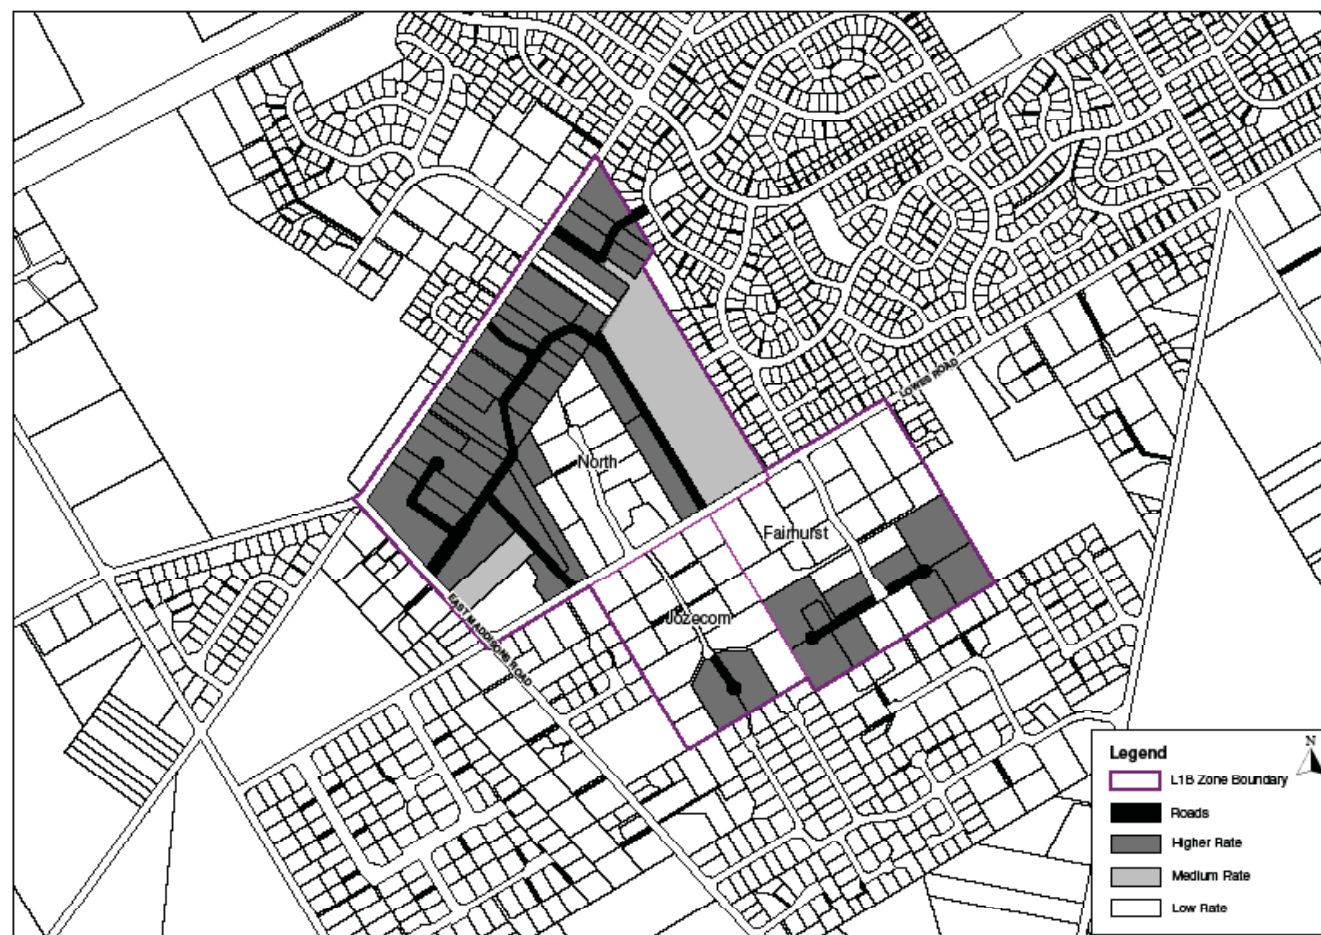 LOWES ROAD
North
Fairhurst
Jozecom
EAST MADDISONS ROAD
Legend
N
L1B Zone Boundary
Roads
Higher Rate
Medium Rate
Low Rate